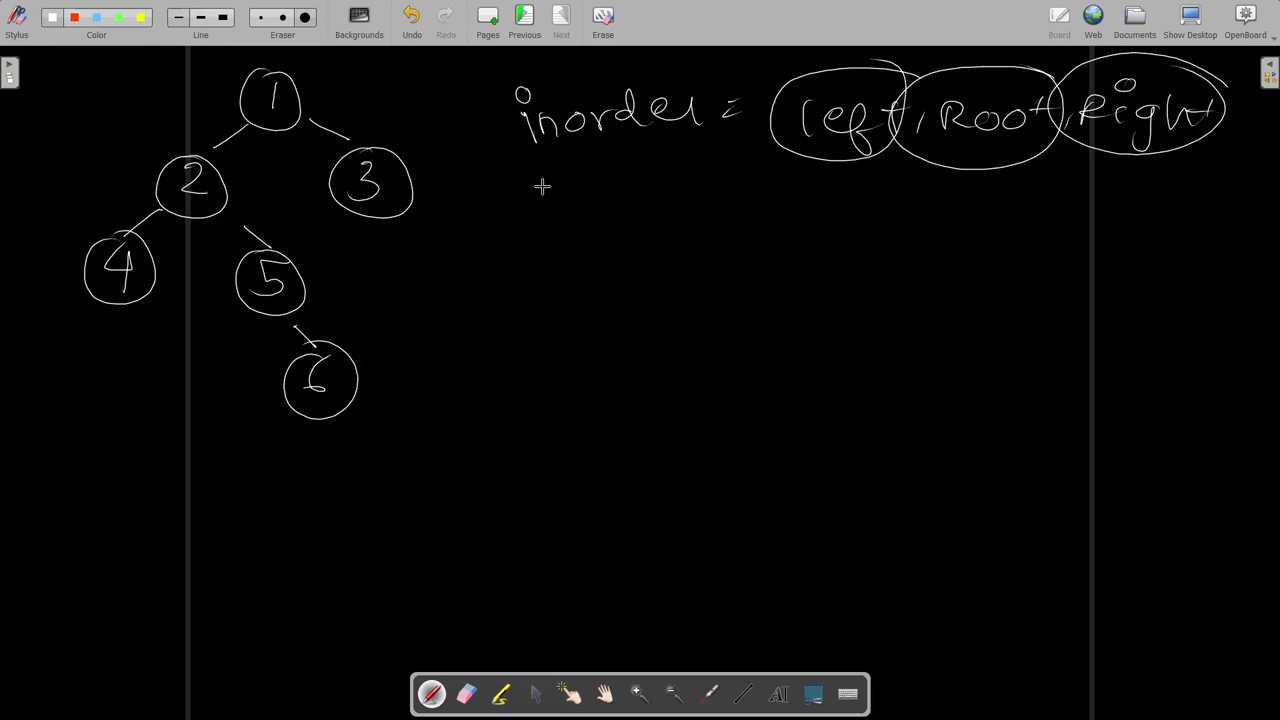 Stylus Color Line Eraser Backgrounds Undo Redo Pages Previous Next Erase Board Web Documents Show Desktop OpenBoard
1
inorder = left, Root, Right
2 3
4 5
6